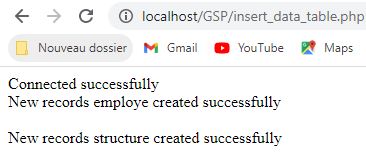 localhost/GSP/insert_data_table.php
Nouveau dossier Gmail YouTube Maps
Connected successfully
New records employe created successfully
New records structure created successfully